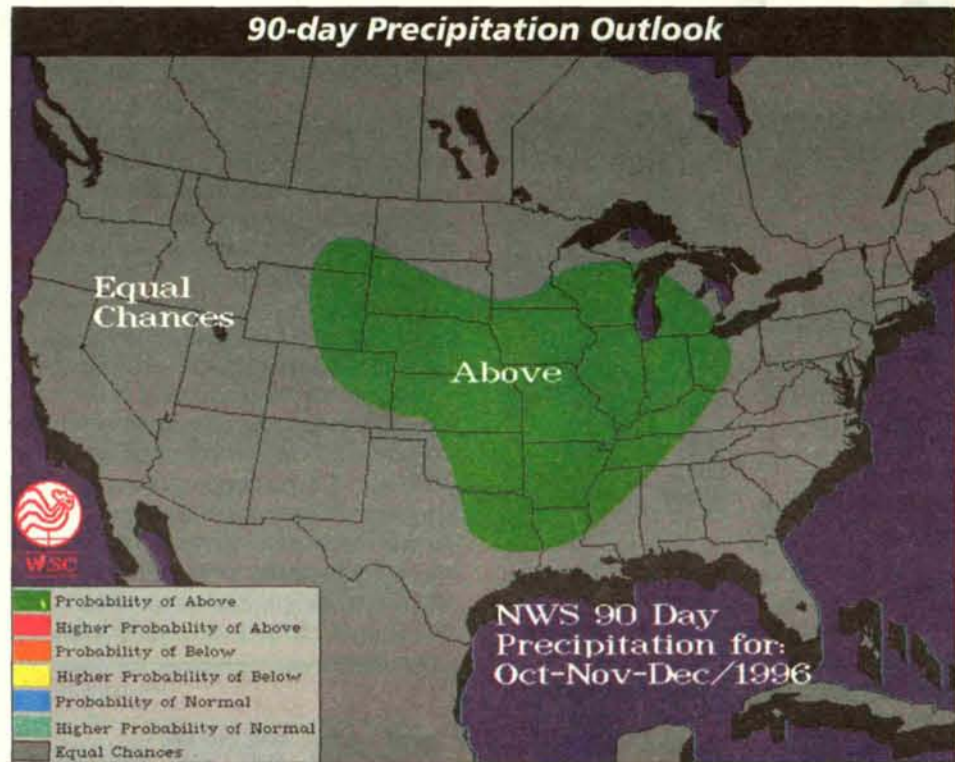 90-day Precipitation Outlook
Equal
Chances
Above
WSC
NWS 90 Day
Precipitation for:
Oct-Nov-Dec/1996
Probability of Above
Higher Probability of Above
Probability of Below
Higher Probability of Below
Probability of Normal
Higher Probability of Normal
Equal Chances